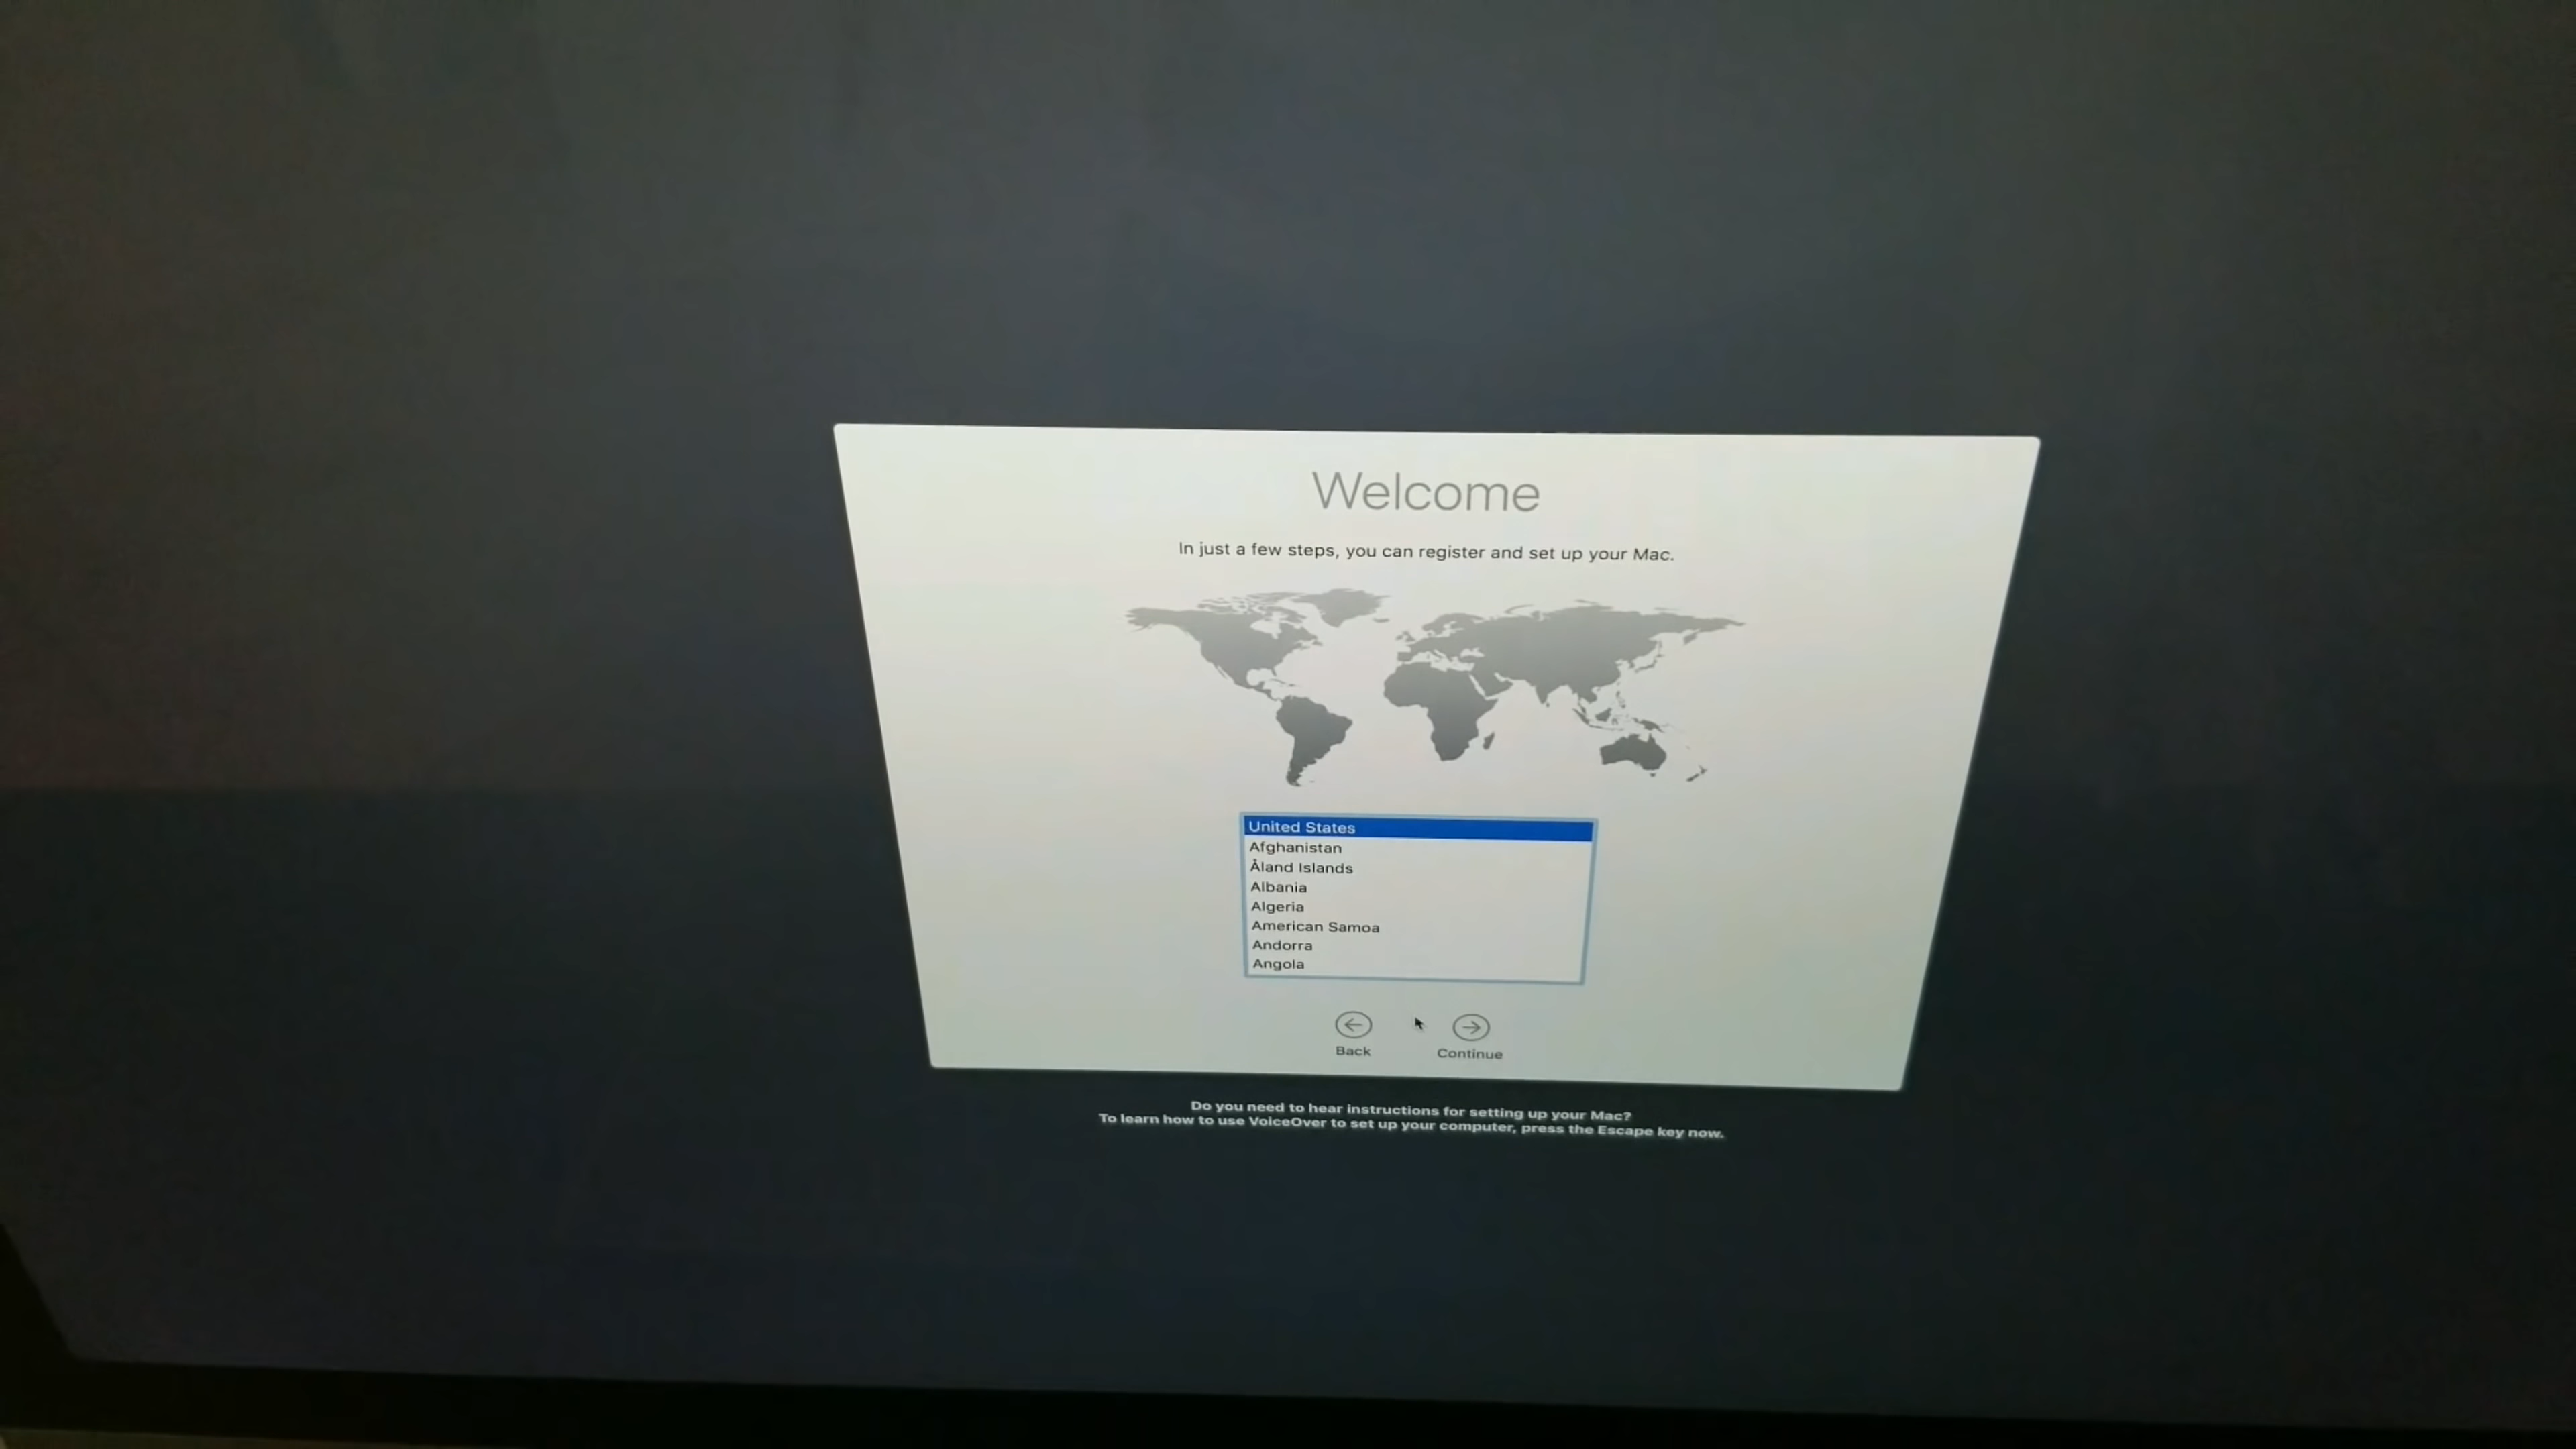 Welcome
In just a few steps, you can register and set up your Mac.
United States
Afghanistan
Åland Islands
Albania
Algeria
American Samoa
Andorra
Angola
Back
Continue
Do you need to hear instructions for setting up your Mac?
To learn how to use VoiceOver to set up your computer, press the Escape key now.